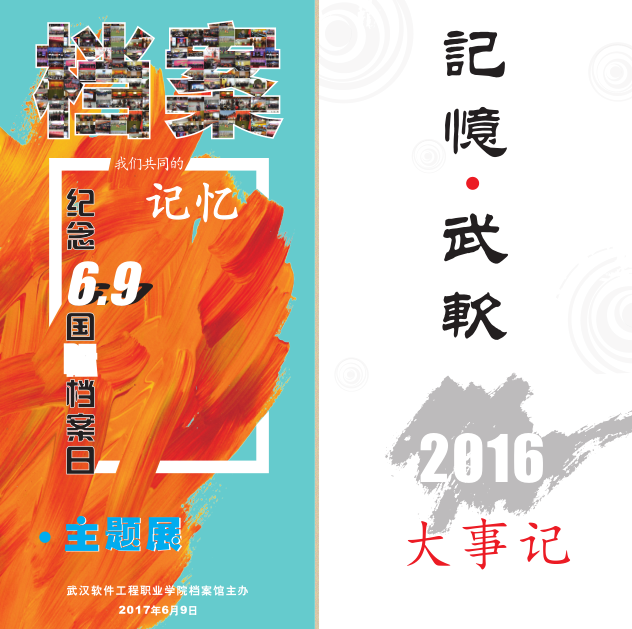 档案
我们共同的
记忆
纪念
6.9
国
档案日
主题展
武汉软件工程职业学院档案馆主办
2017年6月9日
記憶·武軟
2016
大事记